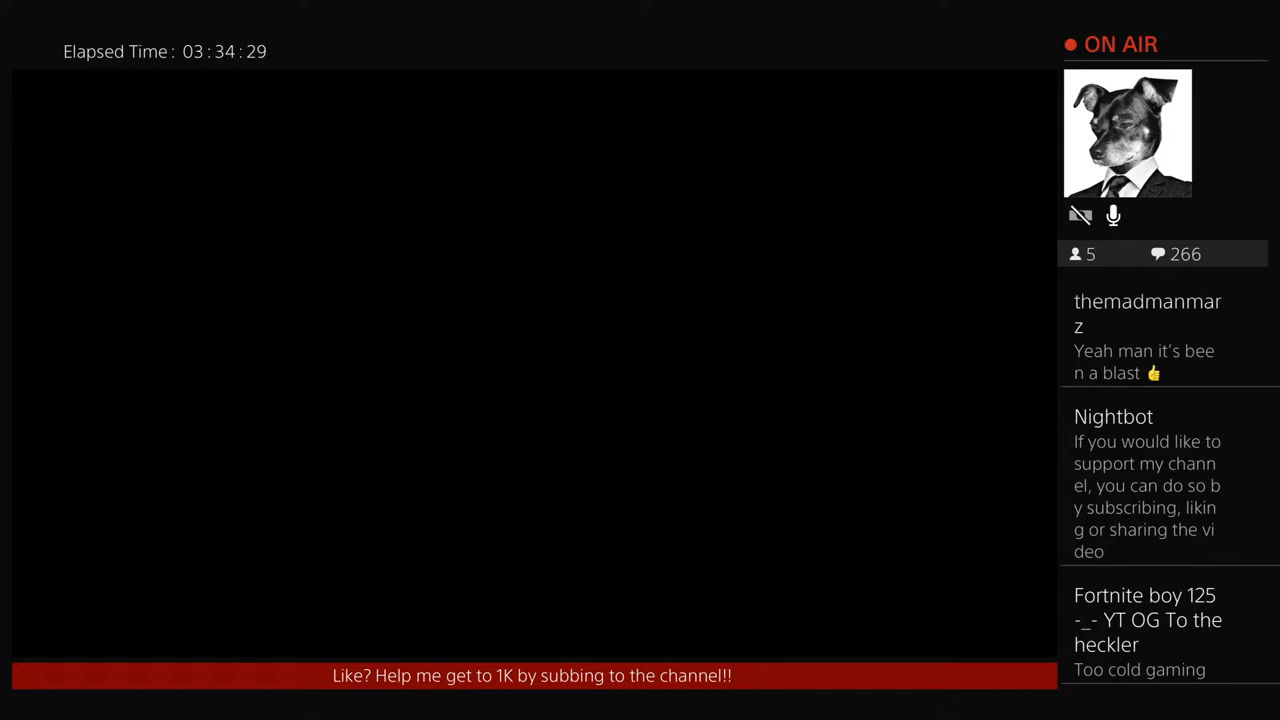 Elapsed Time: 03:34:29
ON AIR
5 266
themadmanmar
z
Yeah man it’s bee
n a blast 👍
Nightbot
If you would like to
support my chann
el, you can do so b
y subscribing, likin
g or sharing the vi
deo
Fortnite boy 125
-_- YT OG To the
heckler
Too cold gaming
Like? Help me get to 1K by subbing to the channel!!